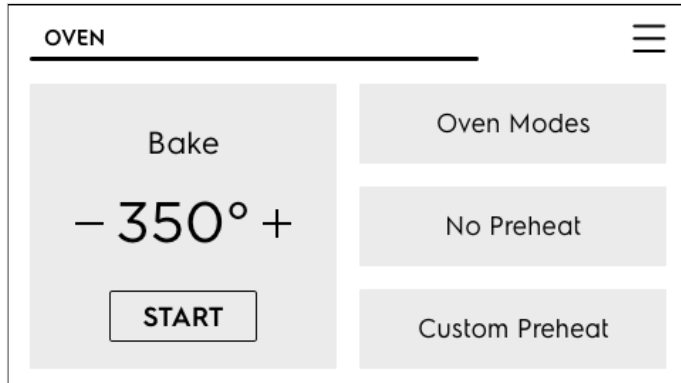 OVEN
Bake
− 350° +
START
Oven Modes
No Preheat
Custom Preheat